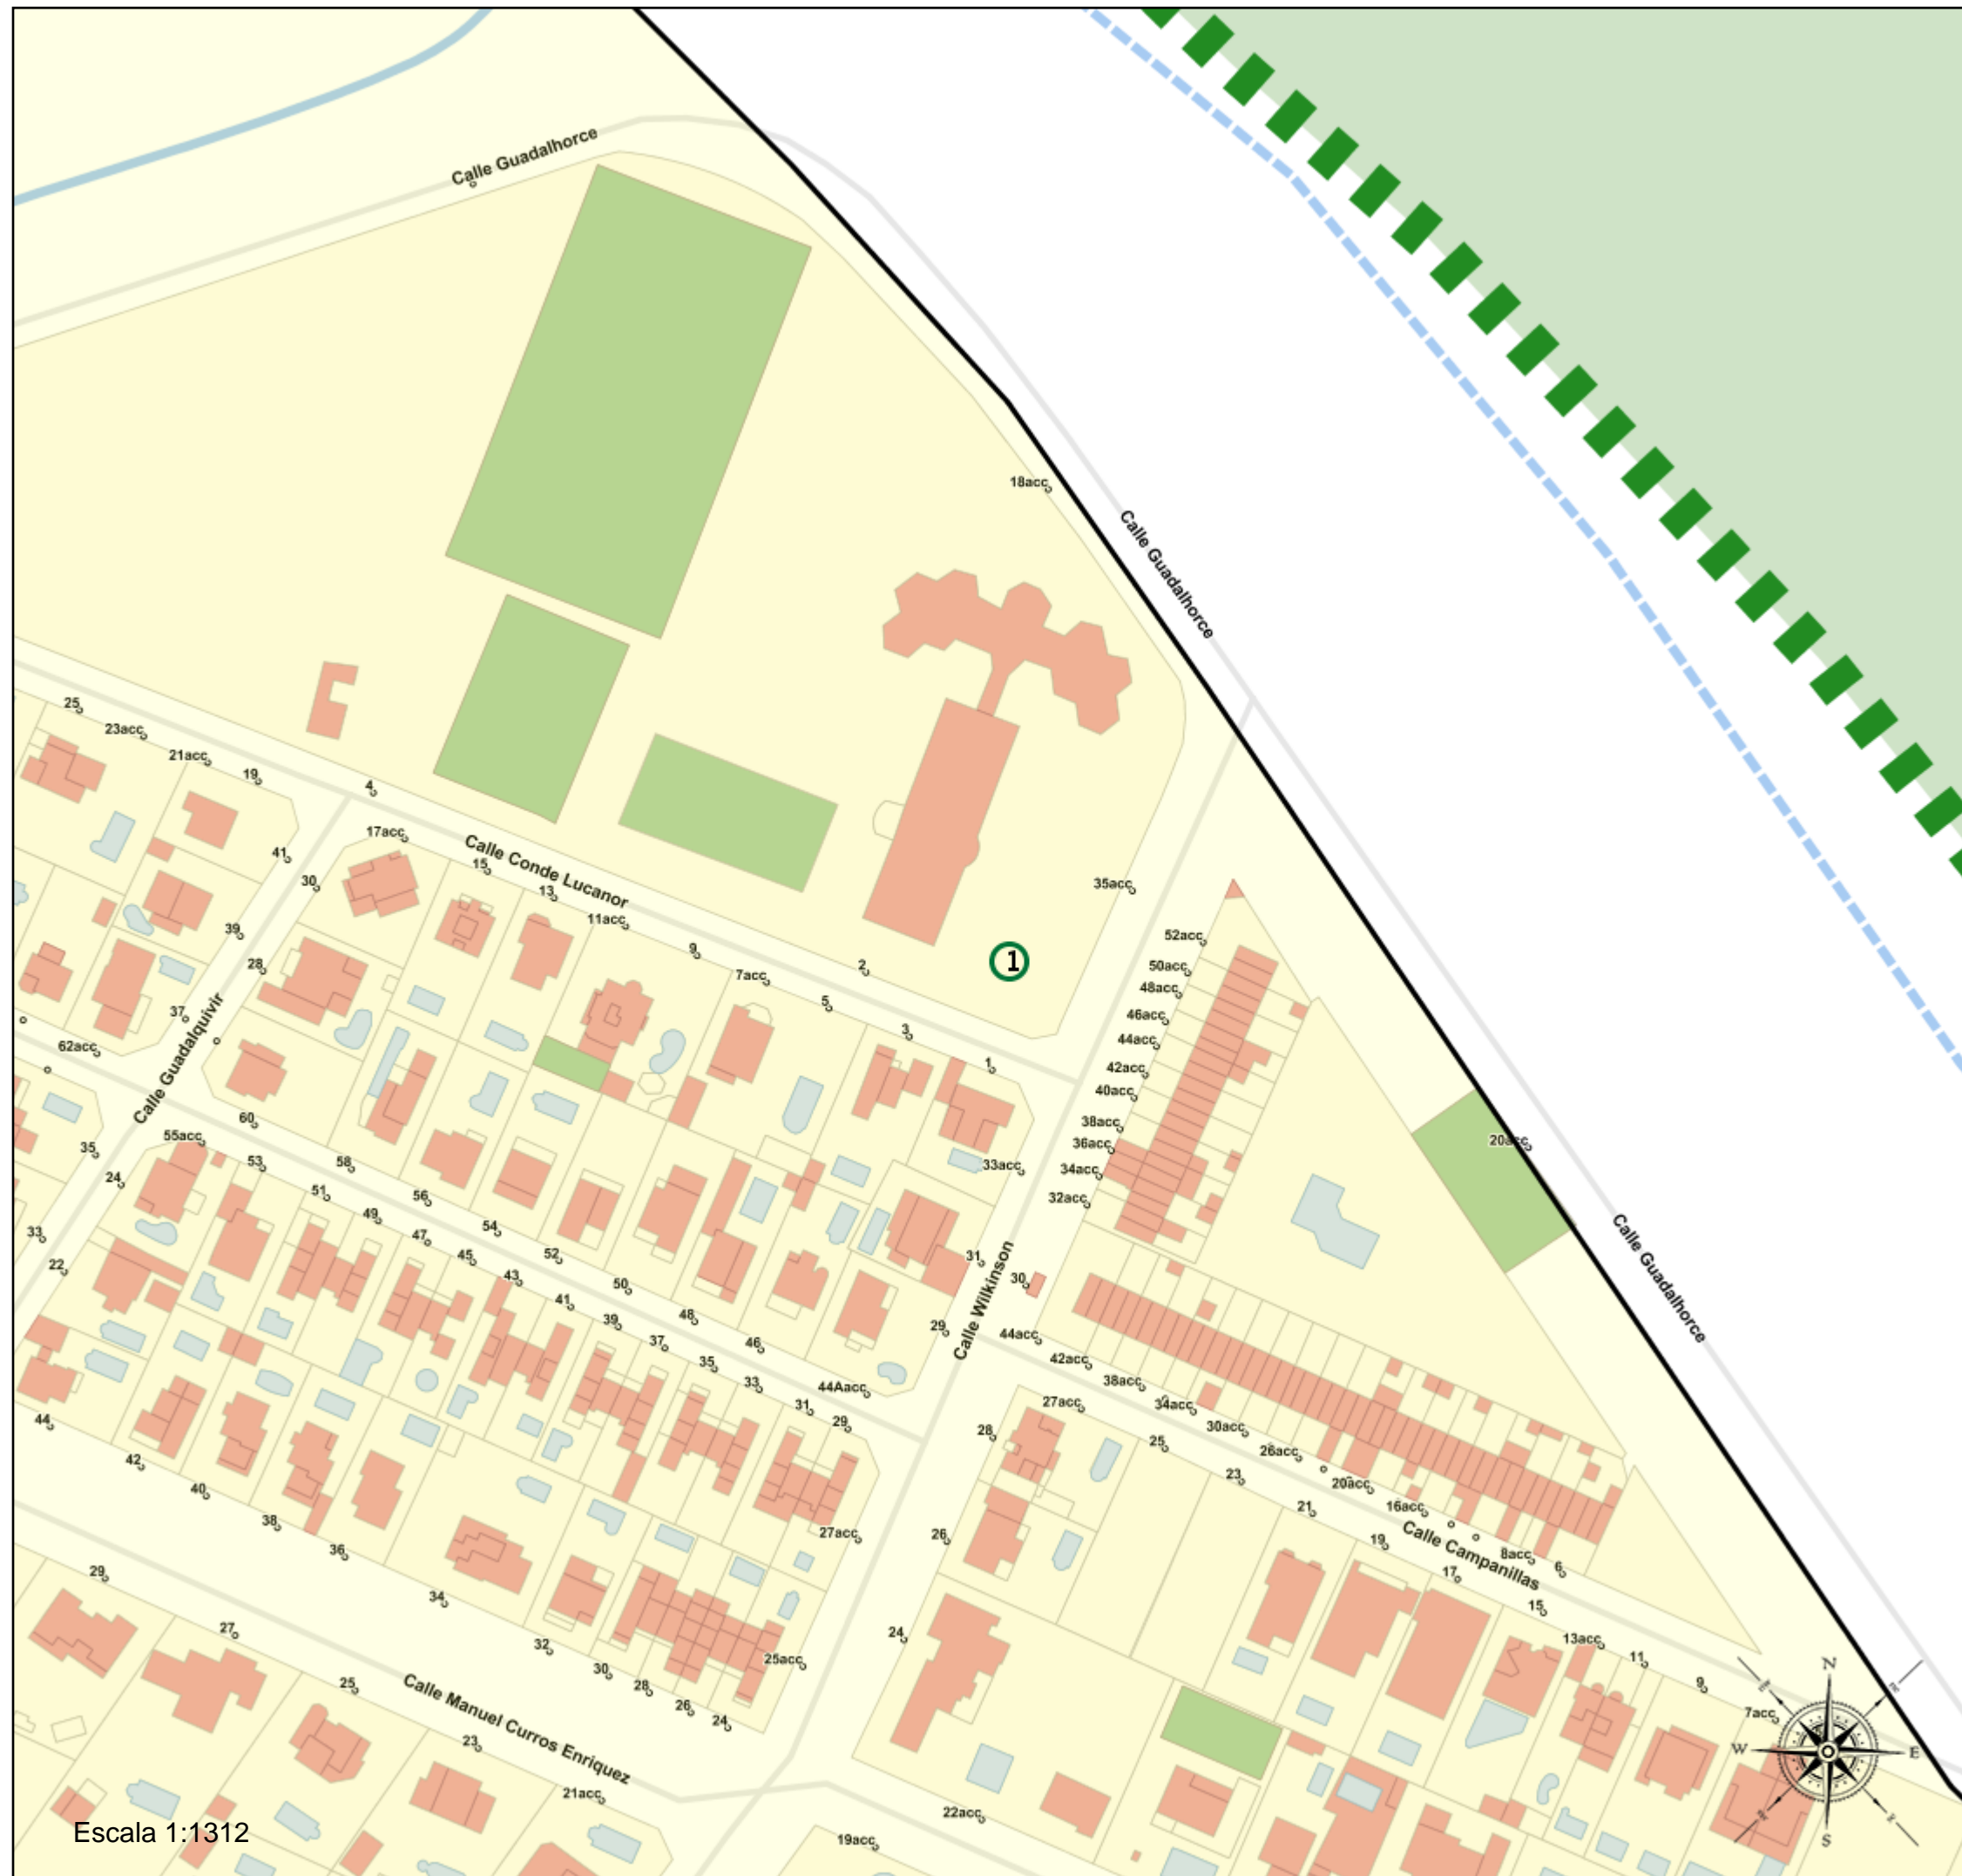 Calle Guadalhorce
18acc
Calle Guadalhorce
25
23acc
21acc
19
4
17acc
15
Calle Conde Lucanor
13
11acc
9
7acc
2
5
3
1
1
35acc
41
30
39
28
37
62acc
Calle Guadalquivir
52acc
50acc
48acc
46acc
44acc
42acc
40acc
38acc
36acc
34acc
32acc
33acc
20acc
60
55acc
53
58
35
24
51
56
49
54
47
52
45
43
50
41
48
39
46
37
35
33
44Aacc
31
29
33
22
31
30
29
Calle Wilkinson
Calle Guadalhorce
44acc
42acc
38acc
34acc
30acc
26acc
20acc
16acc
8acc
6
Calle Campanillas
27acc
28
25
23
21
19
17
15
13acc
11
9
7acc
44
42
40
38
36
34
32
30
28
26
24
27acc
25acc
26
24
29
27
25
Calle Manuel Curros Enriquez
23
21acc
22acc
19acc
N
W
E
S
Escala 1:1312